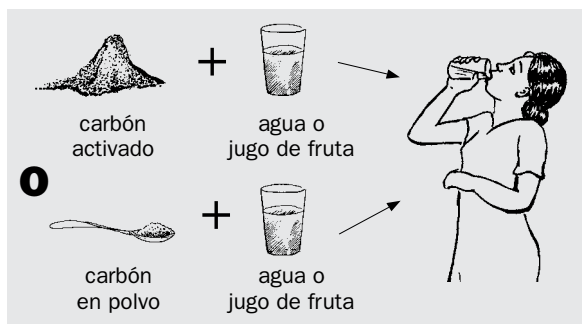 +
carbón
activado
agua o
jugo de fruta
o
+
carbón
en polvo
agua o
jugo de fruta